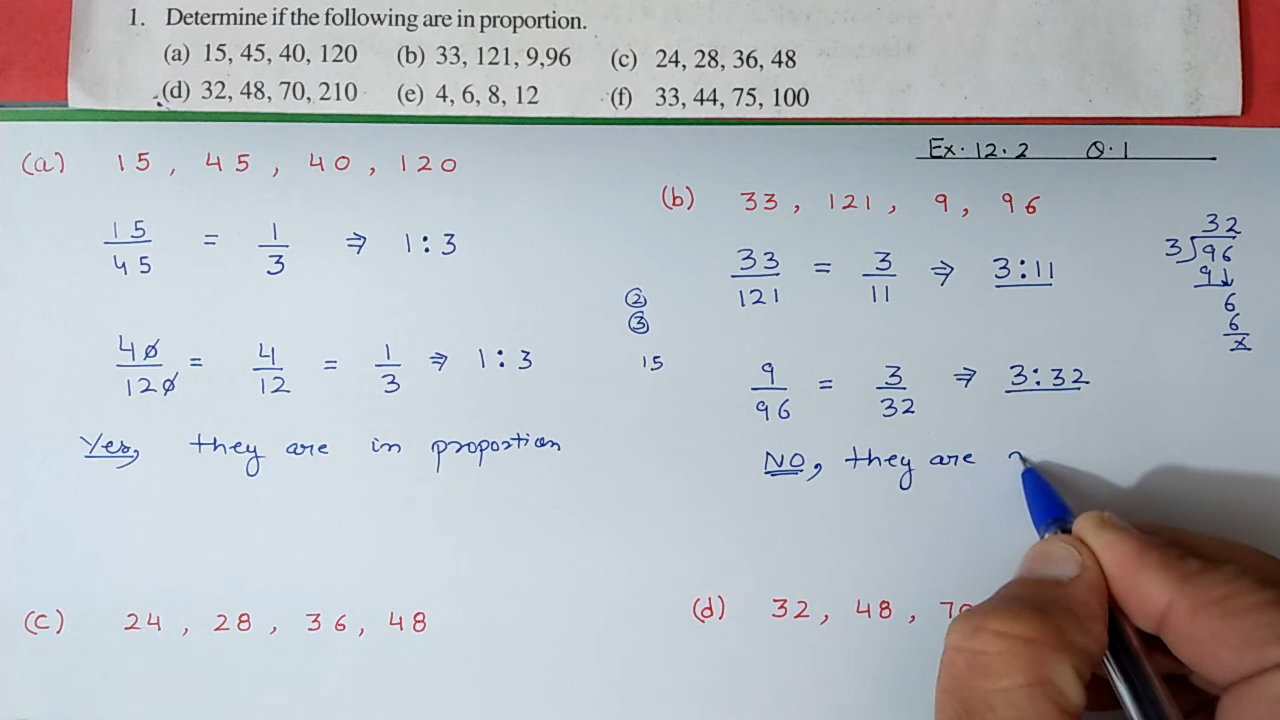 1. Determine if the following are in proportion.
(a) 15, 45, 40, 120 (b) 33, 121, 9,96 (c) 24, 28, 36, 48
(d) 32, 48, 70, 210 (e) 4, 6, 8, 12 (f) 33, 44, 75, 100
Ex. 12.2 Q.1
(a) 15, 45, 40, 120
15/45 = 1/3 ⇒ 1:3
40/120 = 4/12 = 1/3 ⇒ 1:3
Yes, they are in proportion
②
③
15
(b) 33, 121, 9, 96
33/121 = 3/11 ⇒ 3:11
9/96 = 3/32 ⇒ 3:32
NO, they are
32
3)96
9↓
6
6
x
(c) 24, 28, 36, 48
(d) 32, 48,